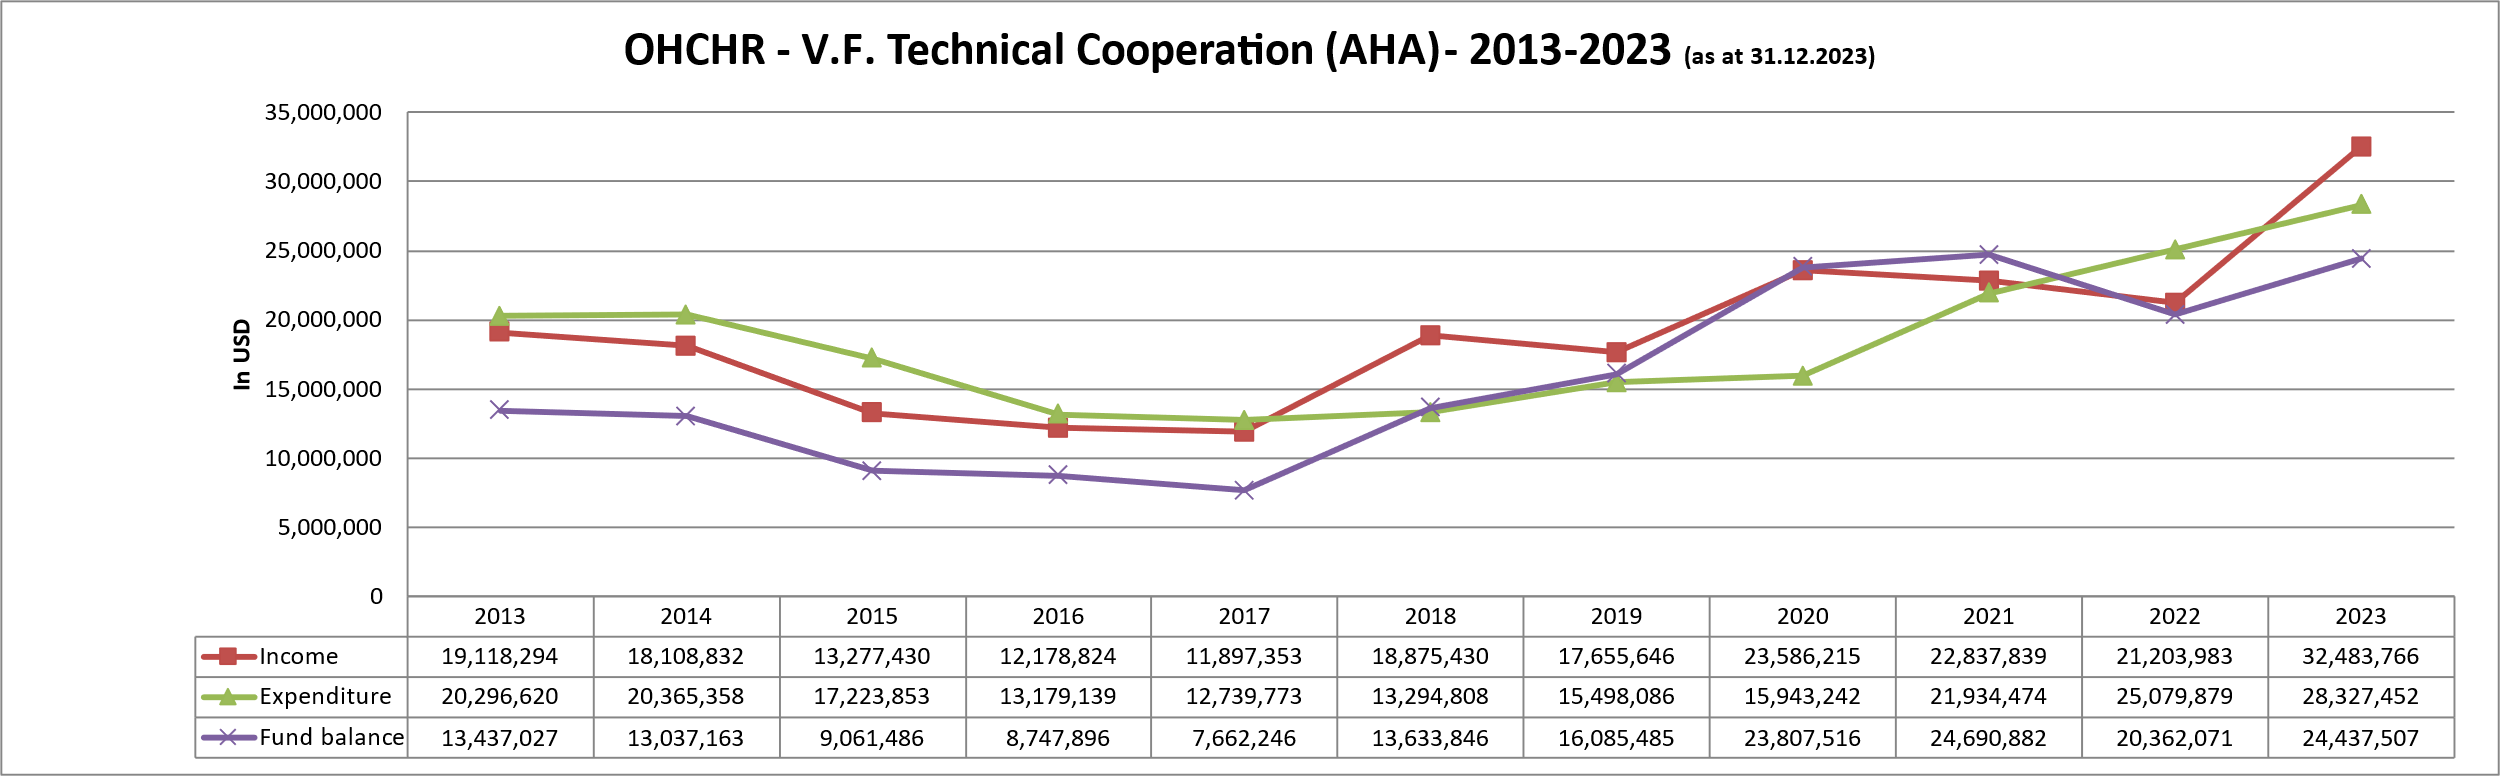 OHCHR - V.F. Technical Cooperation (AHA)- 2013-2023 (as at 31.12.2023)
35,000,000
30,000,000
25,000,000
20,000,000
15,000,000
10,000,000
5,000,000
0
In USD
2013 2014 2015 2016 2017 2018 2019 2020 2021 2022 2023
Income 19,118,294 18,108,832 13,277,430 12,178,824 11,897,353 18,875,430 17,655,646 23,586,215 22,837,839 21,203,983 32,483,766
Expenditure 20,296,620 20,365,358 17,223,853 13,179,139 12,739,773 13,294,808 15,498,086 15,943,242 21,934,474 25,079,879 28,327,452
Fund balance 13,437,027 13,037,163 9,061,486 8,747,896 7,662,246 13,633,846 16,085,485 23,807,516 24,690,882 20,362,071 24,437,507